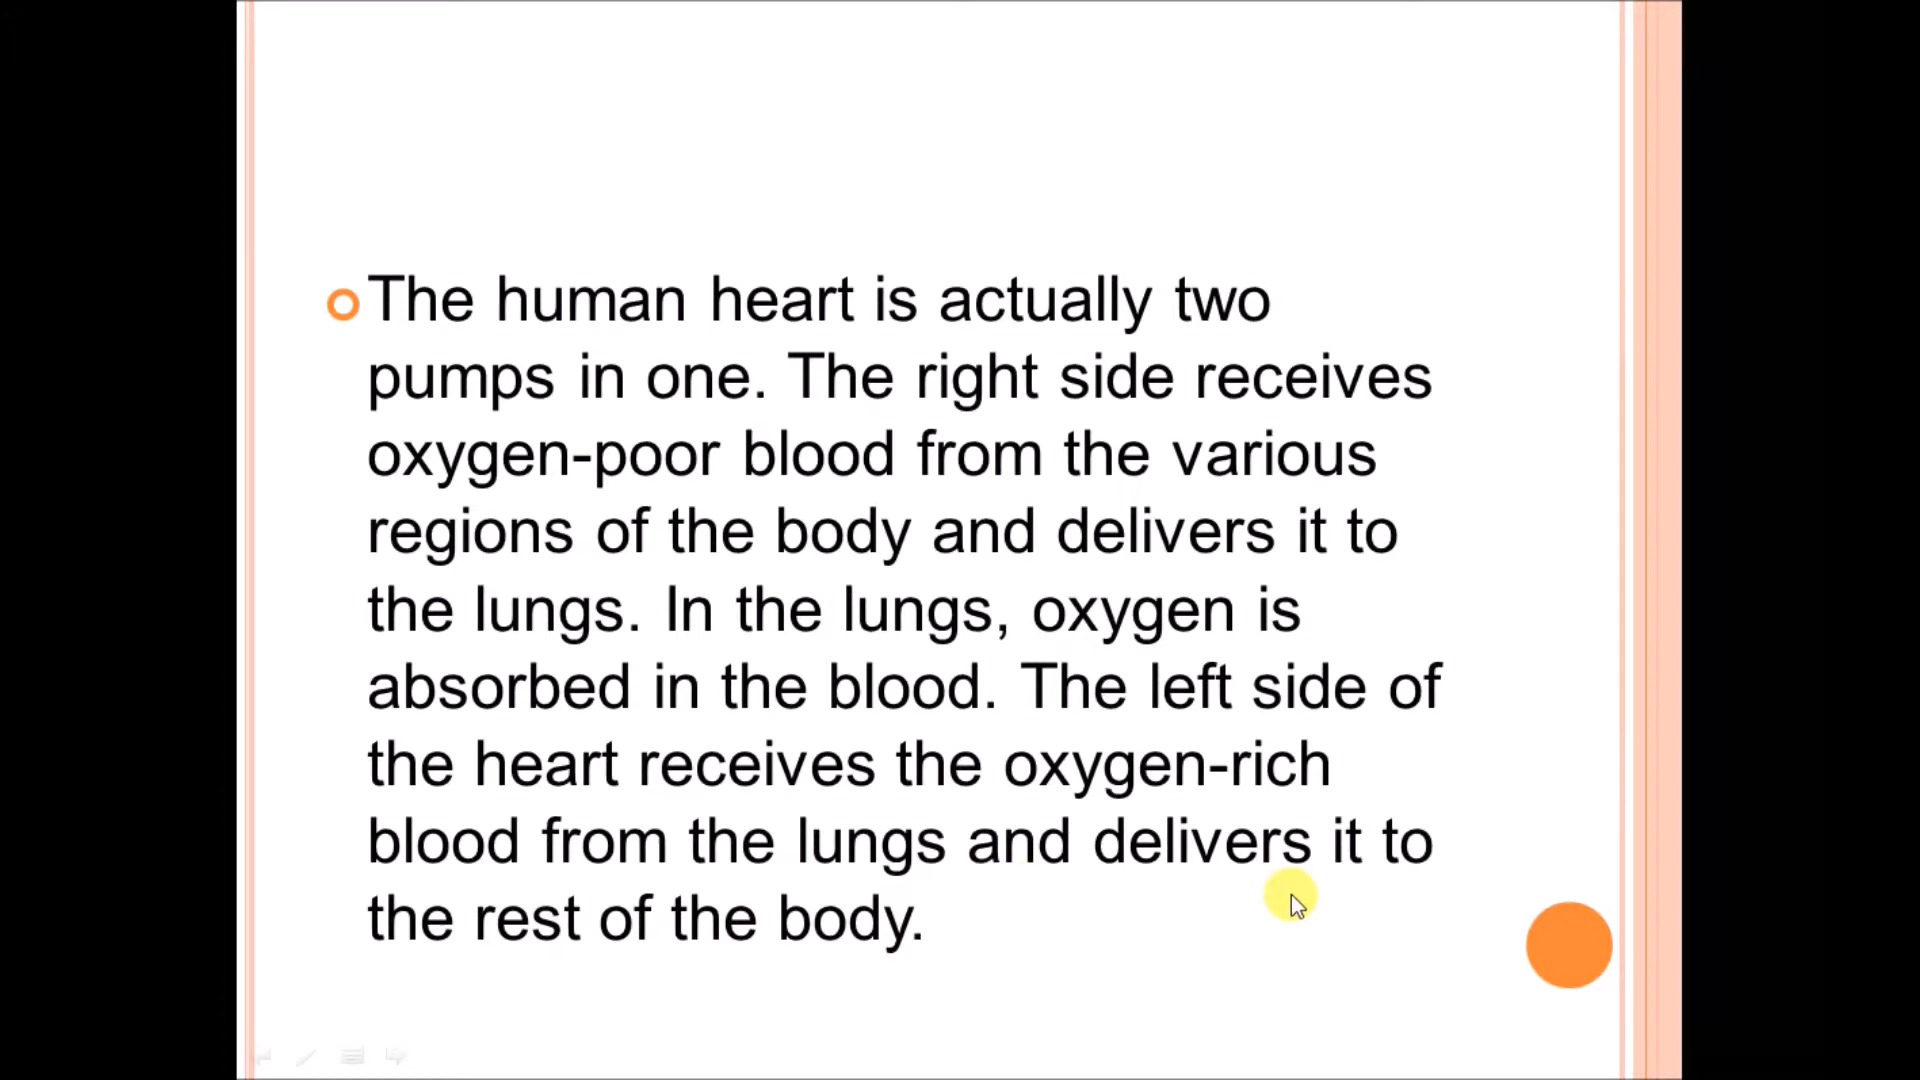 The human heart is actually two
pumps in one. The right side receives
oxygen-poor blood from the various
regions of the body and delivers it to
the lungs. In the lungs, oxygen is
absorbed in the blood. The left side of
the heart receives the oxygen-rich
blood from the lungs and delivers it to
the rest of the body.